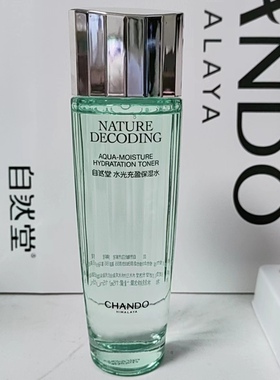 NATURE
DECODING
AQUA-MOISTURE
HYDRATATION TONER
自然堂 水光充盈保湿水
CHANDO
HIMALAYA
自然堂
ANDO
ALAYA